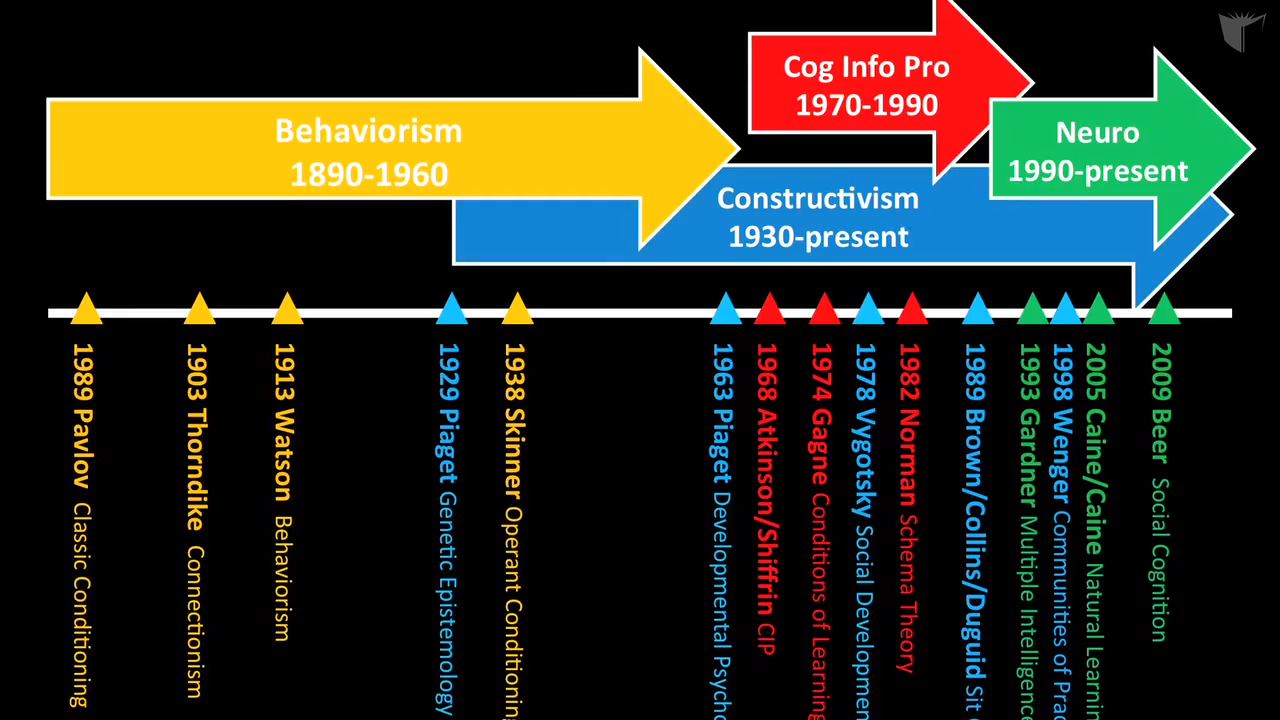 Cog Info Pro
1970-1990
Behaviorism
1890-1960
Neuro
1990-present
Constructivism
1930-present
1989 Pavlov Classic Conditioning
1903 Thorndike Connectionism
1913 Watson Behaviorism
1929 Piaget Genetic Epistemology
1938 Skinner Operant Conditioning
1963 Piaget Developmental Psycho
1968 Atkinson/Shiffrin CIP
1974 Gagne Conditions of Learning
1978 Vygotsky Social Developmen
1982 Norman Schema Theory
1989 Brown/Collins/Duguid Sit
1993 Gardner Multiple Intelligence
1998 Wenger Communities of Prac
2005 Caine/Caine Natural Learnin
2009 Beer Social Cognition